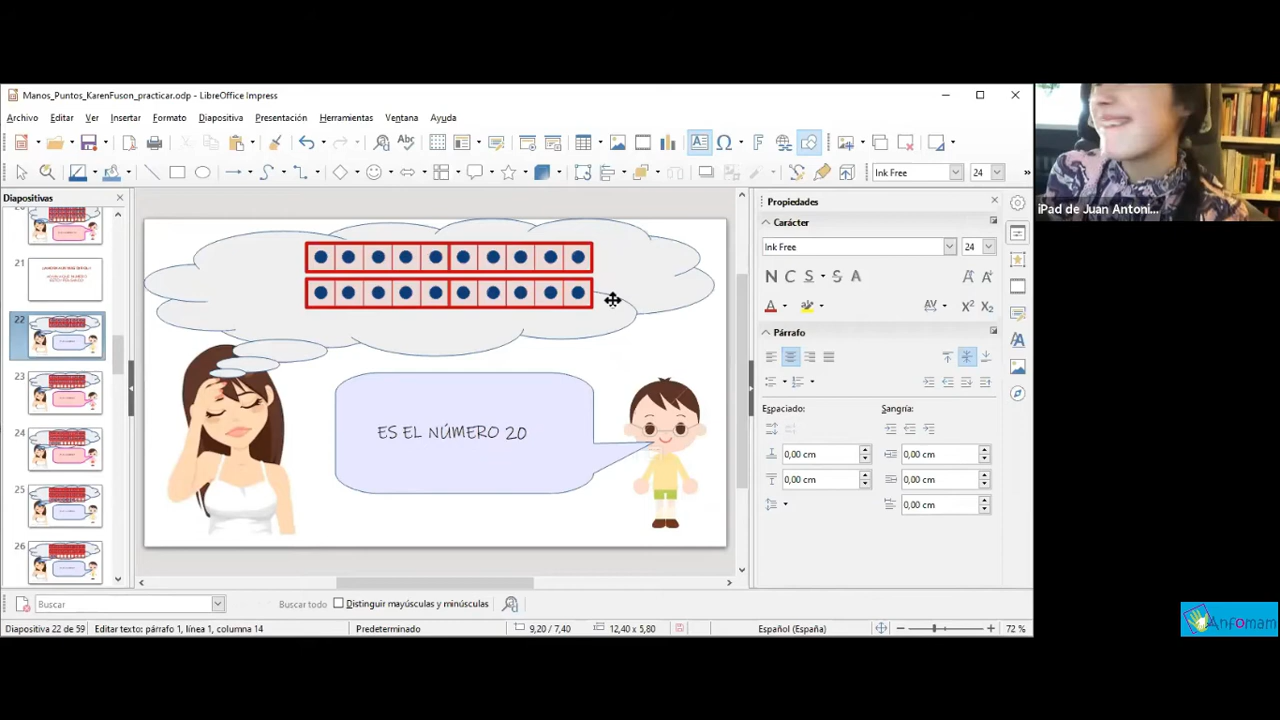 Manos_Puntos_KarenFuson_practicar.odp - LibreOffice Impress
Archivo Editar Ver Insertar Formato Diapositiva Presentación Herramientas Ventana Ayuda
Ink Free 24
Diapositivas
Propiedades
Carácter
Ink Free 24
N C S S A
Párrafo
Espaciado: Sangría:
0,00 cm 0,00 cm
0,00 cm 0,00 cm
0,00 cm
21
22
23
24
25
26
ES EL NÚMERO 20
Buscar Buscar todo Distinguir mayúsculas y minúsculas
Diapositiva 22 de 59 Editar texto: párrafo 1, línea 1, columna 14 Predeterminado 9,20 / 7,40 12,40 x 5,80 Español (España) 72 %
iPad de Juan Antoni...
Anfomam